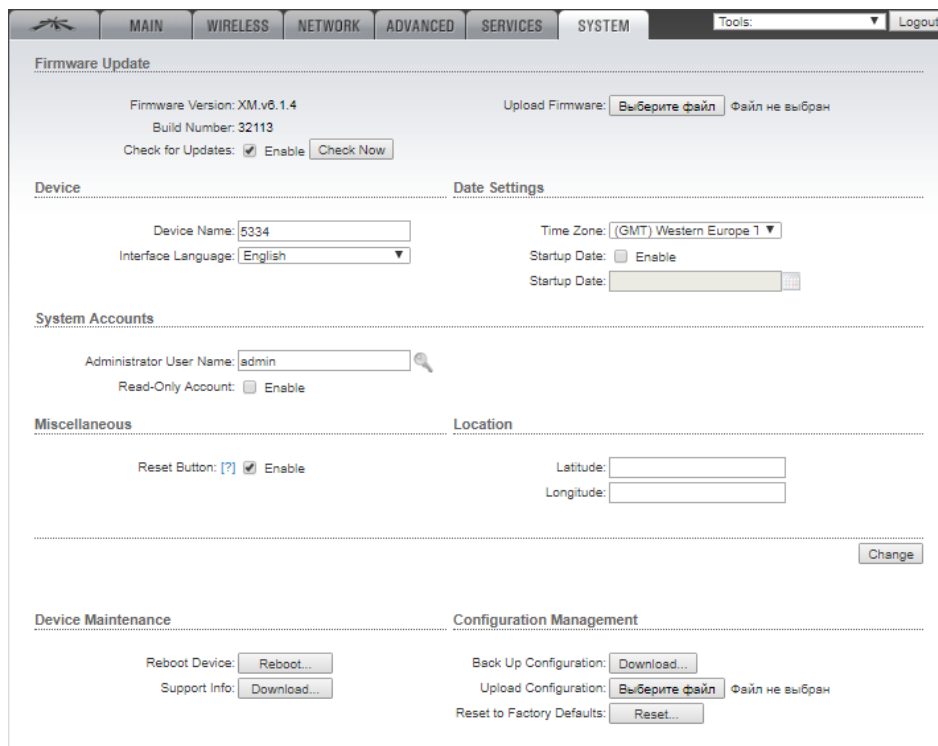 MAIN WIRELESS NETWORK ADVANCED SERVICES SYSTEM Tools: Logout
Firmware Update
Firmware Version: XM.v6.1.4
Upload Firmware: Выберите файл Файл не выбран
Build Number: 32113
Check for Updates: Enable Check Now
Device
Date Settings
Device Name: 5334
Time Zone: (GMT) Western Europe T
Interface Language: English
Startup Date: Enable
Startup Date:
System Accounts
Administrator User Name: admin
Read-Only Account: Enable
Miscellaneous
Location
Reset Button: [?] Enable
Latitude:
Longitude:
Change
Device Maintenance
Configuration Management
Reboot Device: Reboot...
Back Up Configuration: Download...
Support Info: Download...
Upload Configuration: Выберите файл Файл не выбран
Reset to Factory Defaults: Reset...